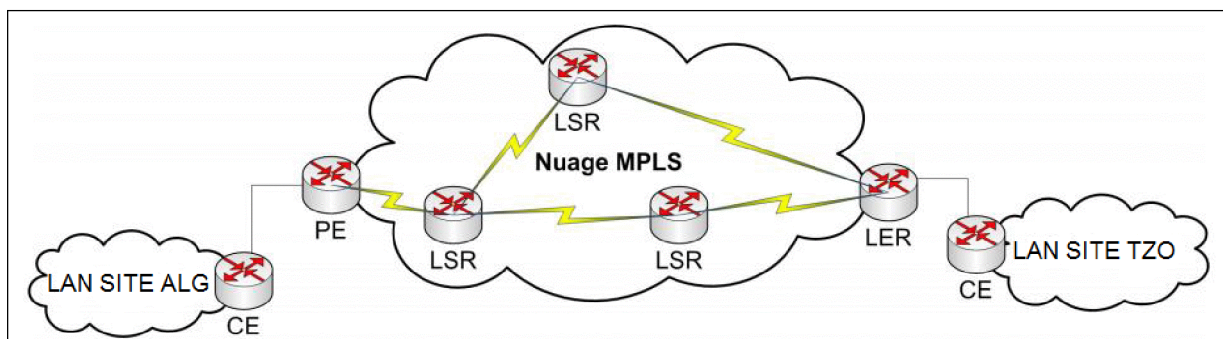 LSR
Nuage MPLS
PE
LSR
LSR
LER
LAN SITE ALG
CE
LAN SITE TZO
CE